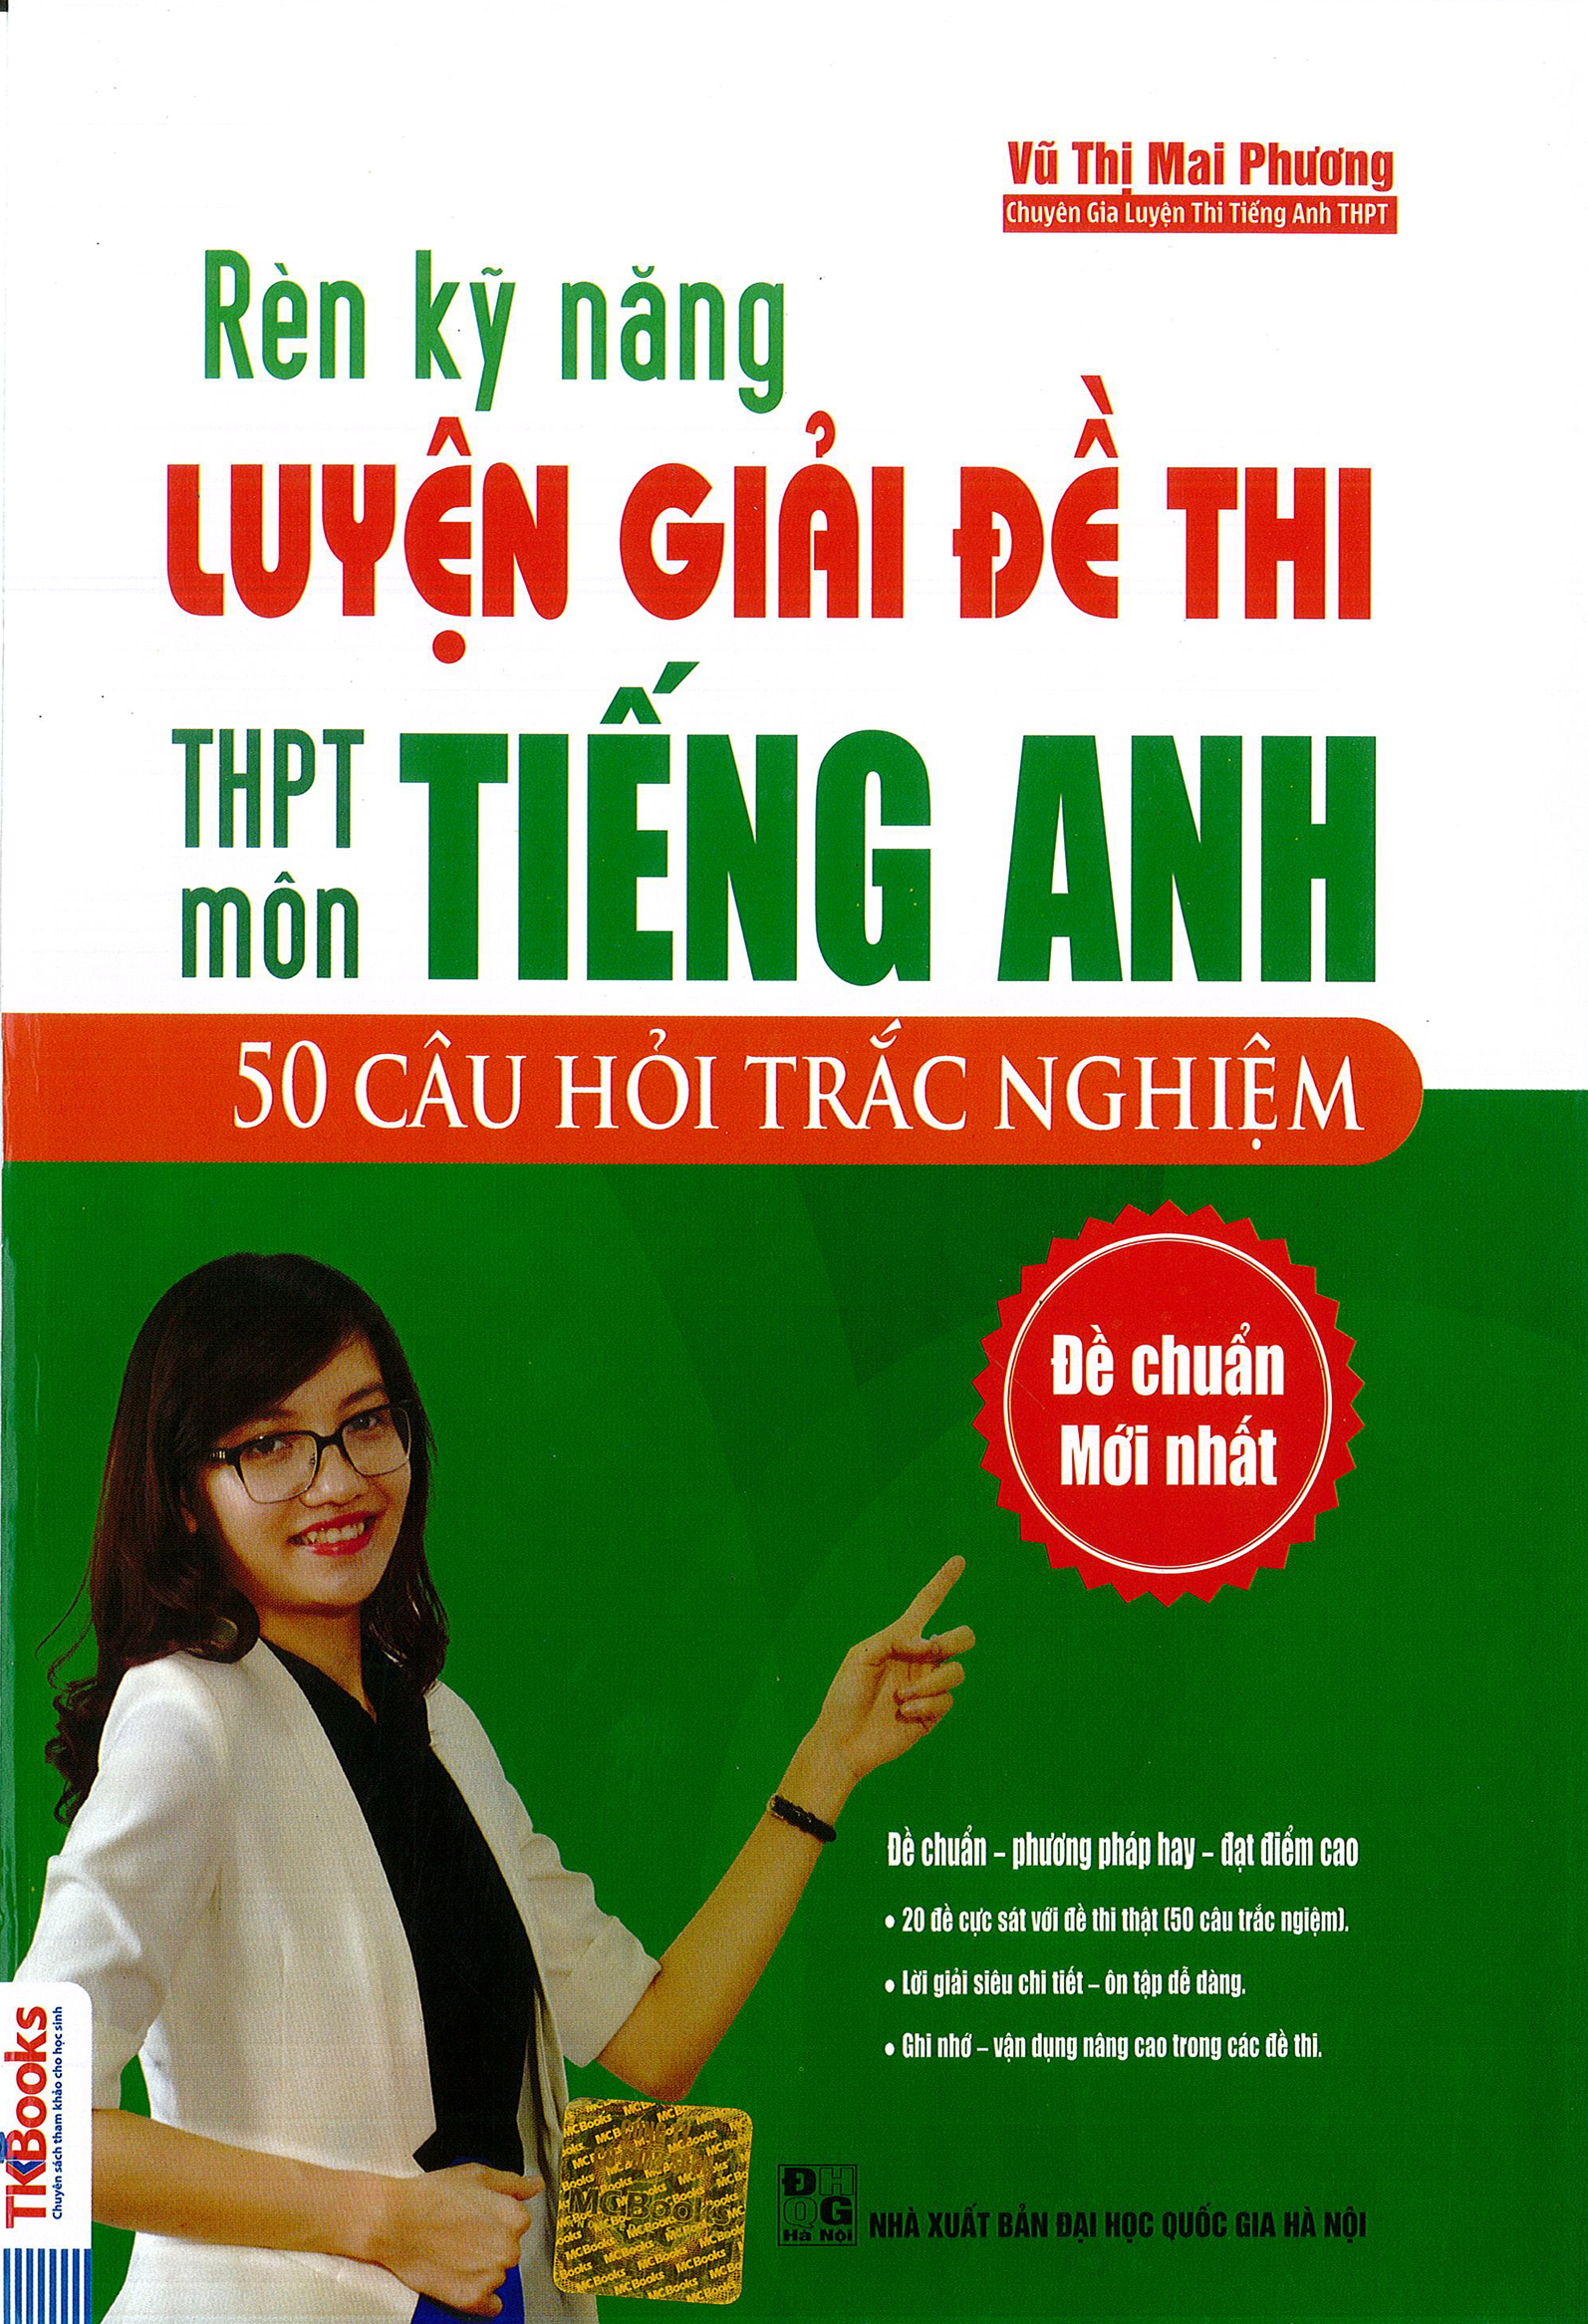 Vũ Thị Mai Phương
Chuyên Gia Luyện Thi Tiếng Anh THPT
Rèn kỹ năng
LUYỆN GIẢI ĐỀ THI
THPT môn TIẾNG ANH
50 CÂU HỎI TRẮC NGHIỆM
Đề chuẩn
Mới nhất
Đề chuẩn – phương pháp hay – đạt điểm cao
• 20 đề cực sát với đề thi thật (50 câu trắc ngiệm).
• Lời giải siêu chi tiết – ôn tập dễ dàng.
• Ghi nhớ – vận dụng nâng cao trong các đề thi.
TKBooks
Chuyên sách tham khảo cho học sinh
MCBooks
ĐH
QG
Hà Nội
NHÀ XUẤT BẢN ĐẠI HỌC QUỐC GIA HÀ NỘI